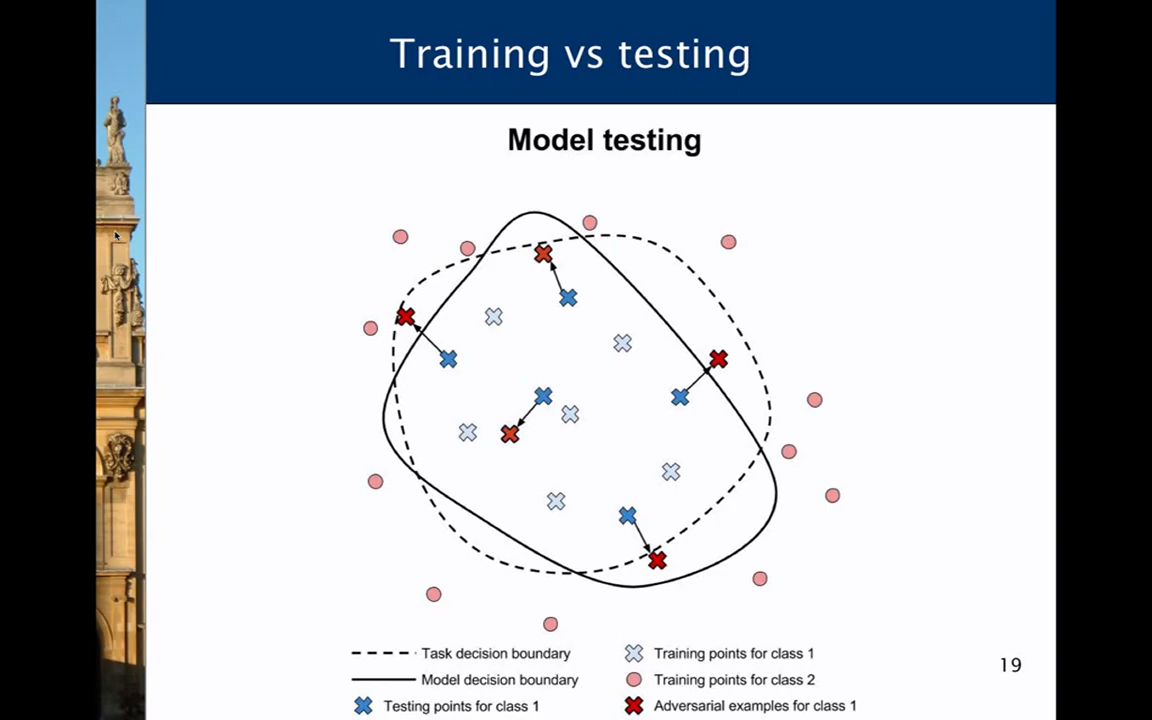 Training vs testing
Model testing
Task decision boundary
Training points for class 1
Model decision boundary
Training points for class 2
Testing points for class 1
Adversarial examples for class 1
19